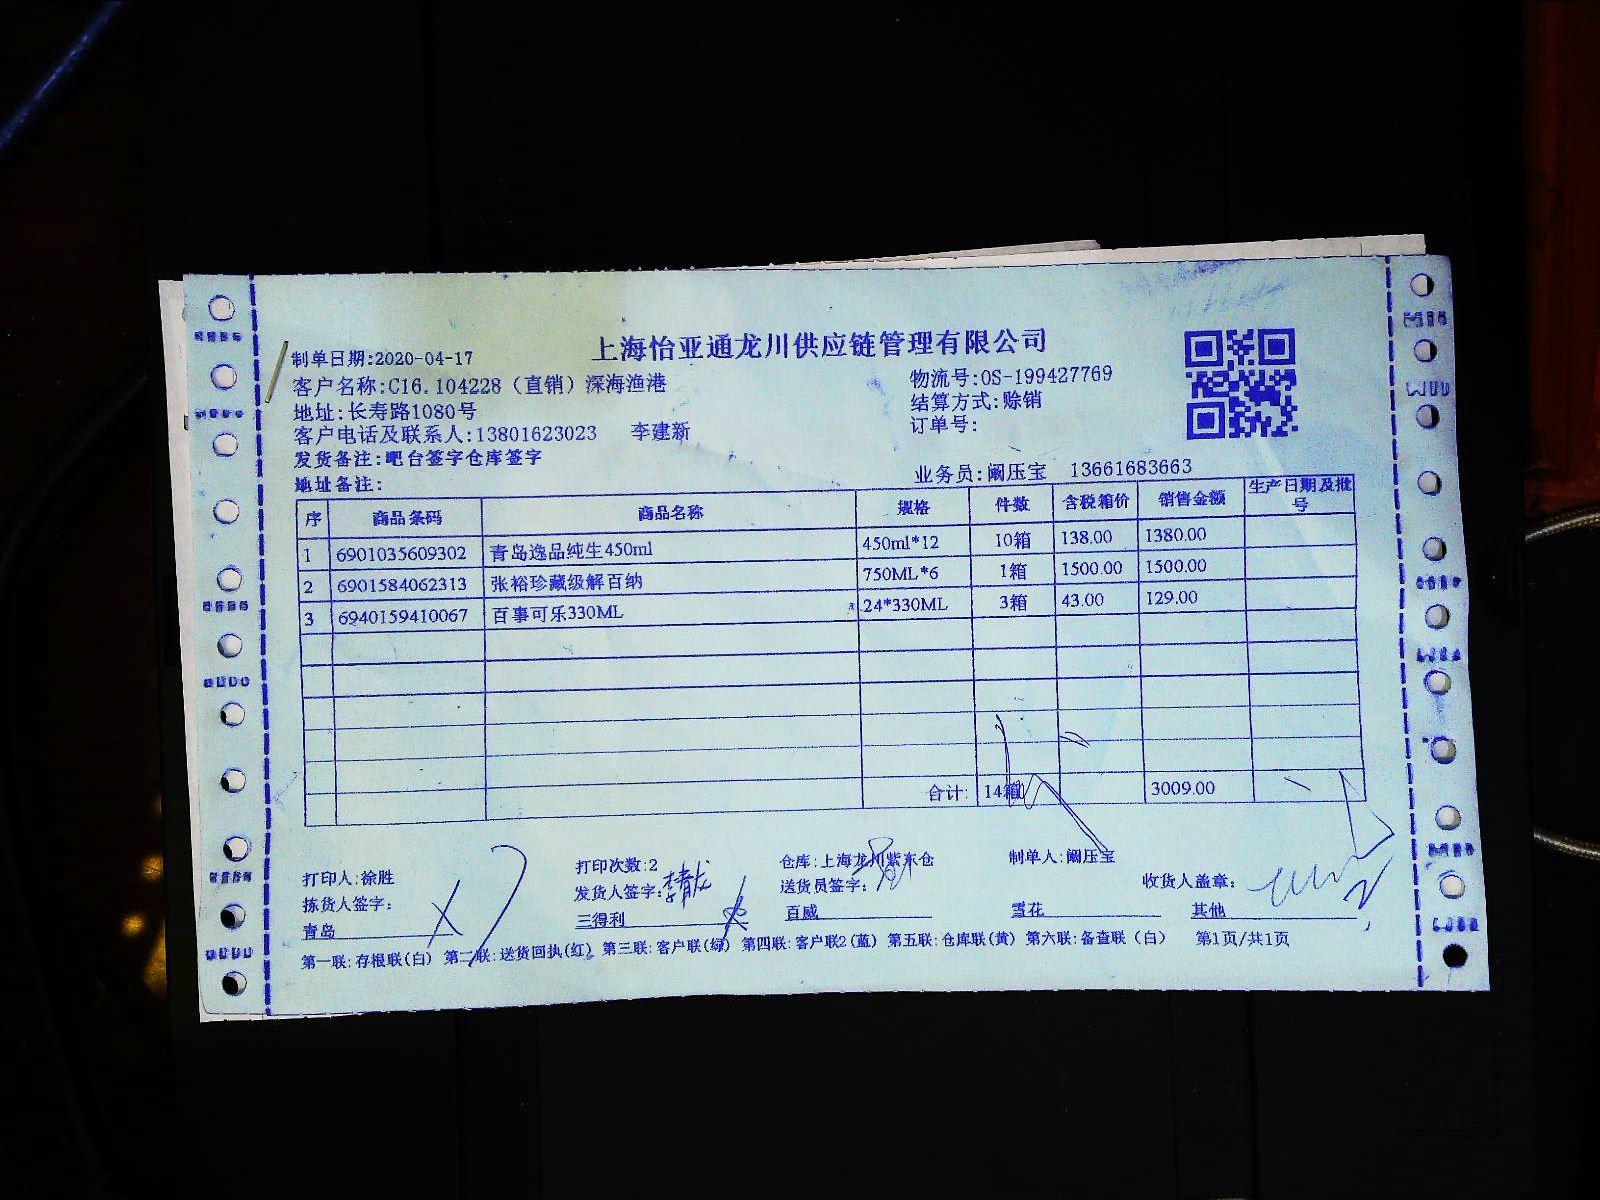 上海怡亚通龙川供应链管理有限公司
制单日期:2020-04-17
客户名称:C16.104228（直销）深海渔港
物流号:OS-199427769
地址:长寿路1080号
结算方式:赊销
客户电话及联系人:13801623023 李建新
订单号:
发货备注:吧台签字仓库签字
地址备注:
业务员:阚压宝 13661683663
序 商品条码 商品名称 规格 件数 含税箱价 销售金额 生产日期及批号
1 6901035609302 青岛逸品纯生450ml 450ml*12 10箱 138.00 1380.00
2 6901584062313 张裕珍藏级解百纳 750ML*6 1箱 1500.00 1500.00
3 6940159410067 百事可乐330ML 24*330ML 3箱 43.00 129.00
合计: 14箱 3009.00
打印人:徐胜 打印次数:2 仓库:上海龙川紫东仓 制单人:阚压宝
拣货人签字: 发货人签字: 送货员签字: 收货人盖章:
青岛 三得利 百威 雪花 其他
第一联:存根联(白) 第二联:送货回执(红) 第三联:客户联(绿) 第四联:客户联2(蓝) 第五联:仓库联(黄) 第六联:备查联（白） 第1页/共1页